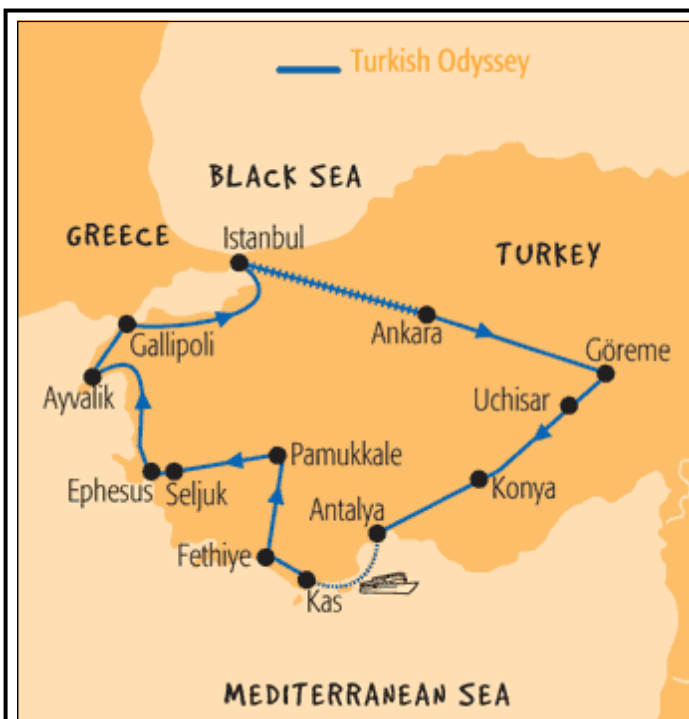 Turkish Odyssey
BLACK SEA
GREECE
Istanbul
TURKEY
Ankara
Gallipoli
Göreme
Ayvalik
Uchisar
Pamukkale
Ephesus
Seljuk
Konya
Antalya
Fethiye
Kas
MEDITERRANEAN SEA